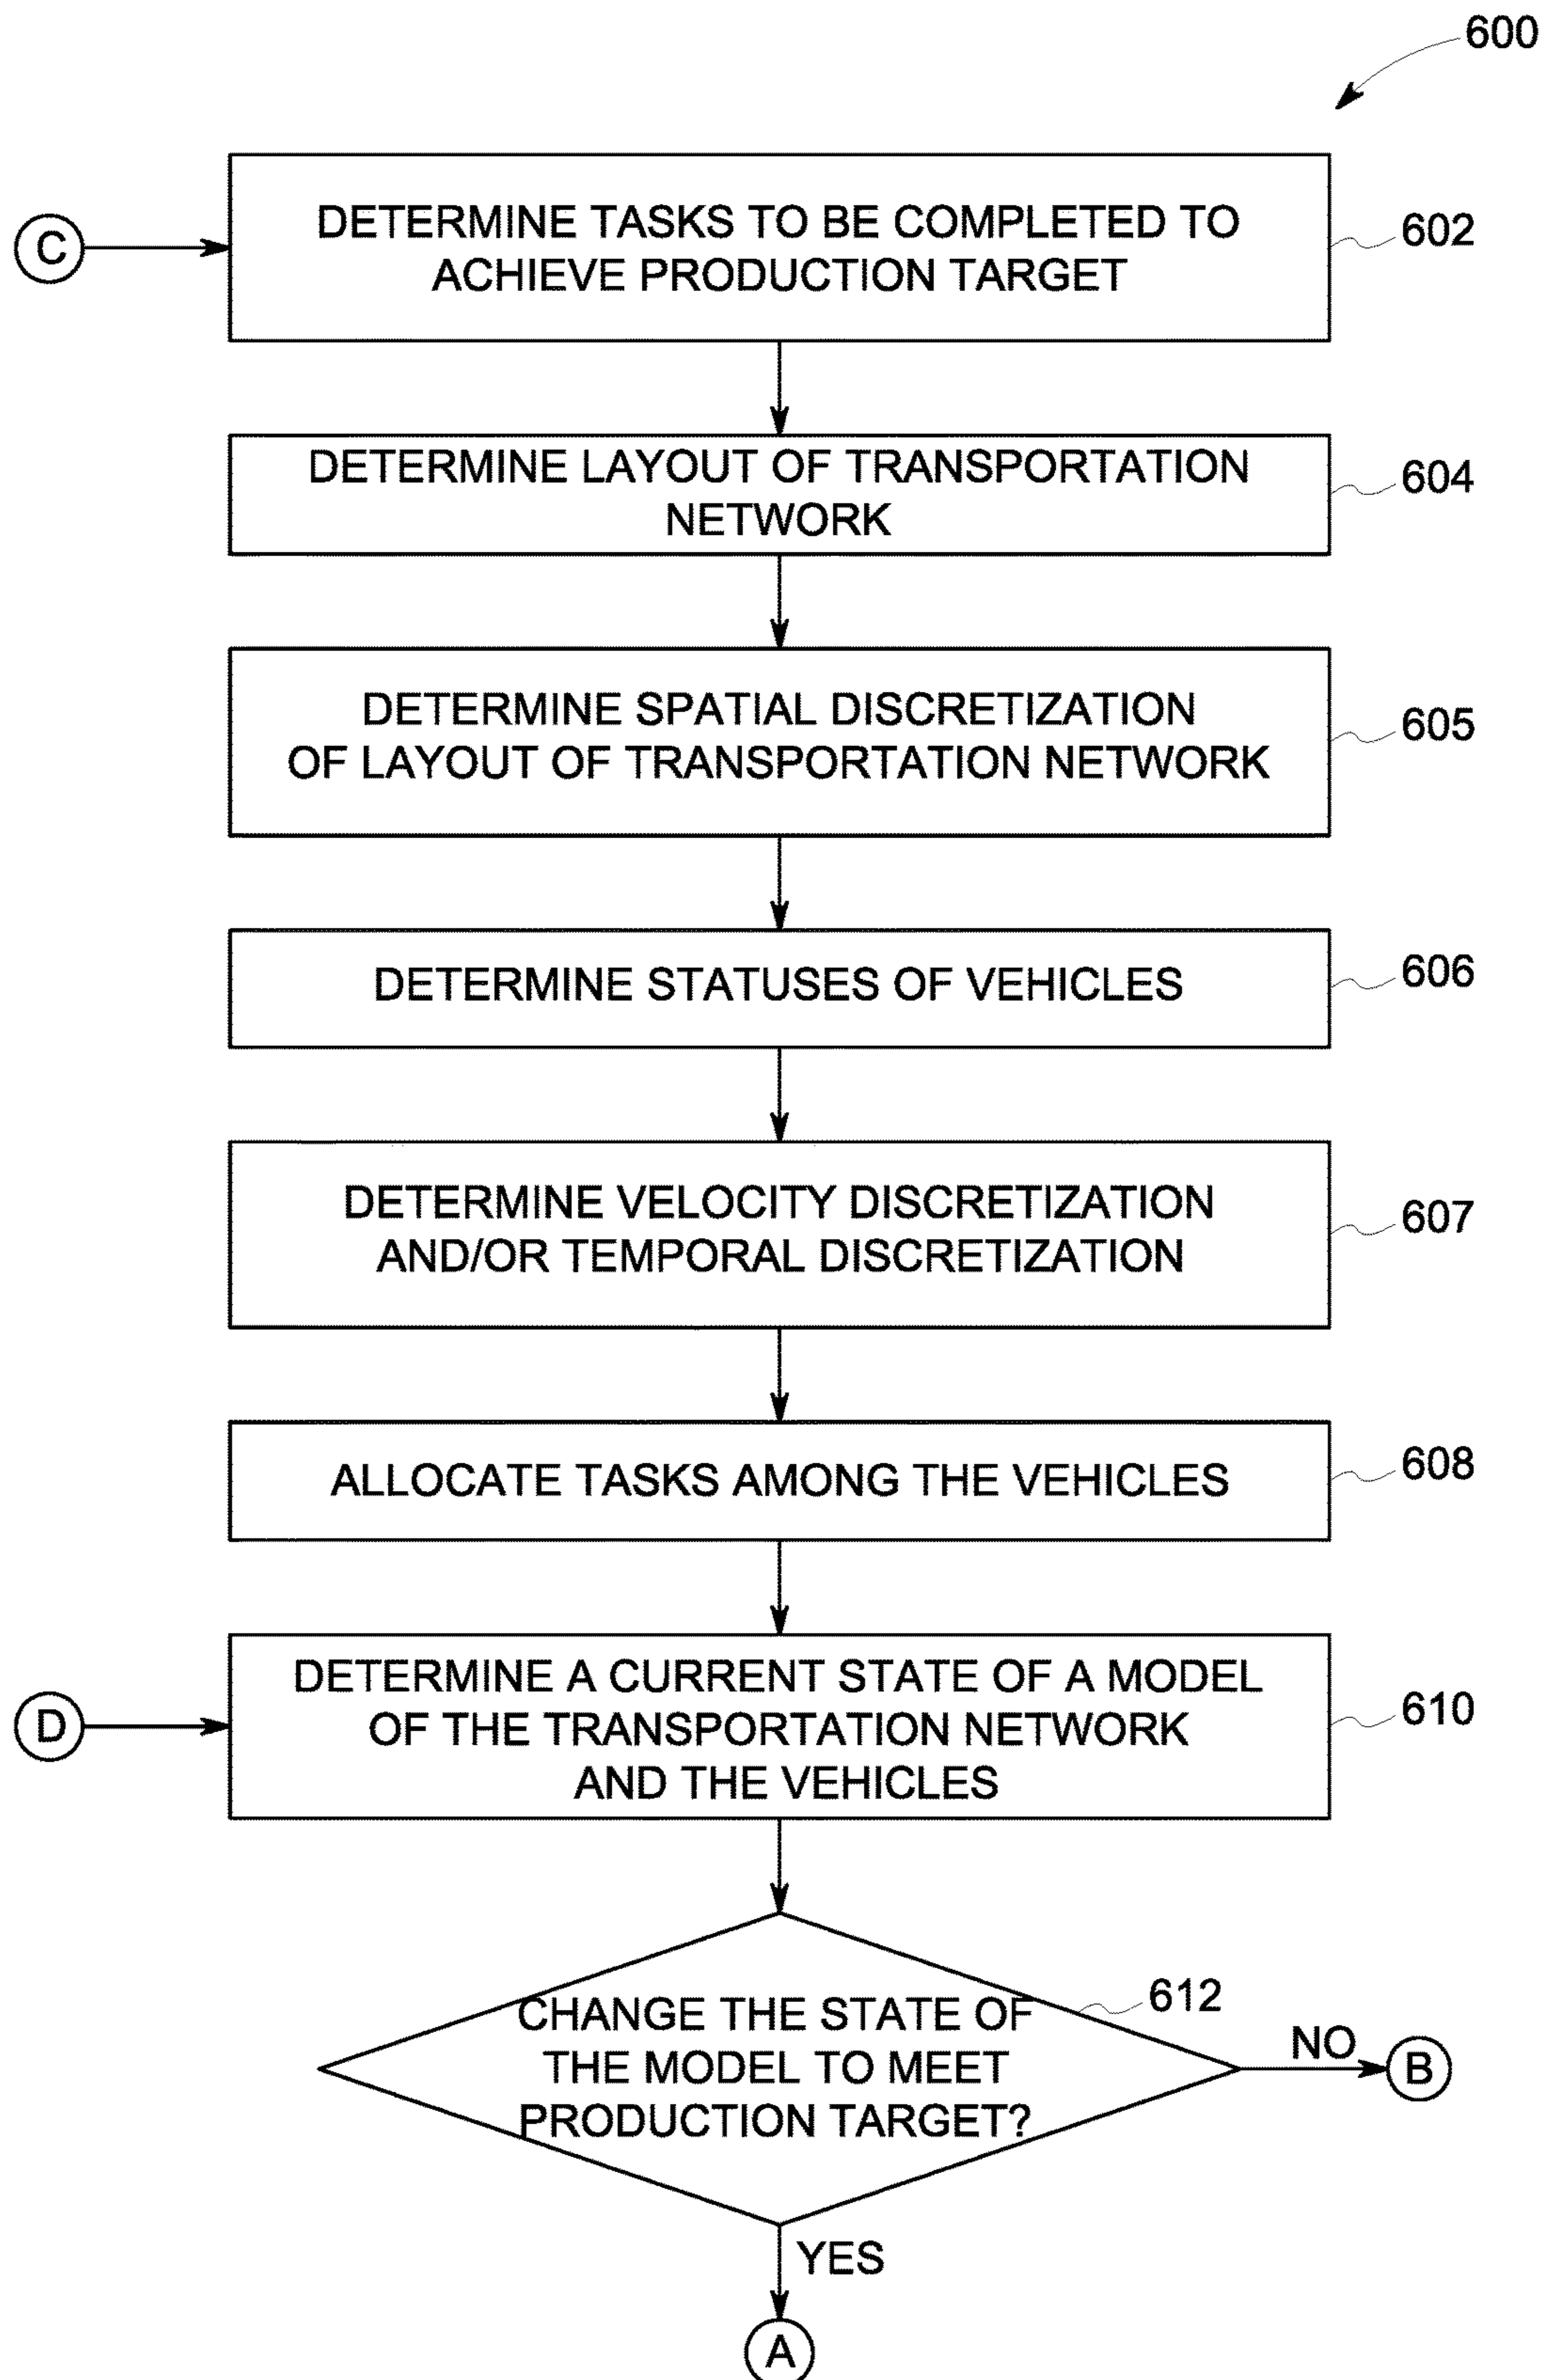 600
DETERMINE TASKS TO BE COMPLETED TO
ACHIEVE PRODUCTION TARGET
602
C
DETERMINE LAYOUT OF TRANSPORTATION
NETWORK
604
DETERMINE SPATIAL DISCRETIZATION
OF LAYOUT OF TRANSPORTATION NETWORK
605
DETERMINE STATUSES OF VEHICLES
606
DETERMINE VELOCITY DISCRETIZATION
AND/OR TEMPORAL DISCRETIZATION
607
ALLOCATE TASKS AMONG THE VEHICLES
608
DETERMINE A CURRENT STATE OF A MODEL
OF THE TRANSPORTATION NETWORK
AND THE VEHICLES
610
D
CHANGE THE STATE OF
THE MODEL TO MEET
PRODUCTION TARGET?
612
NO
B
YES
A